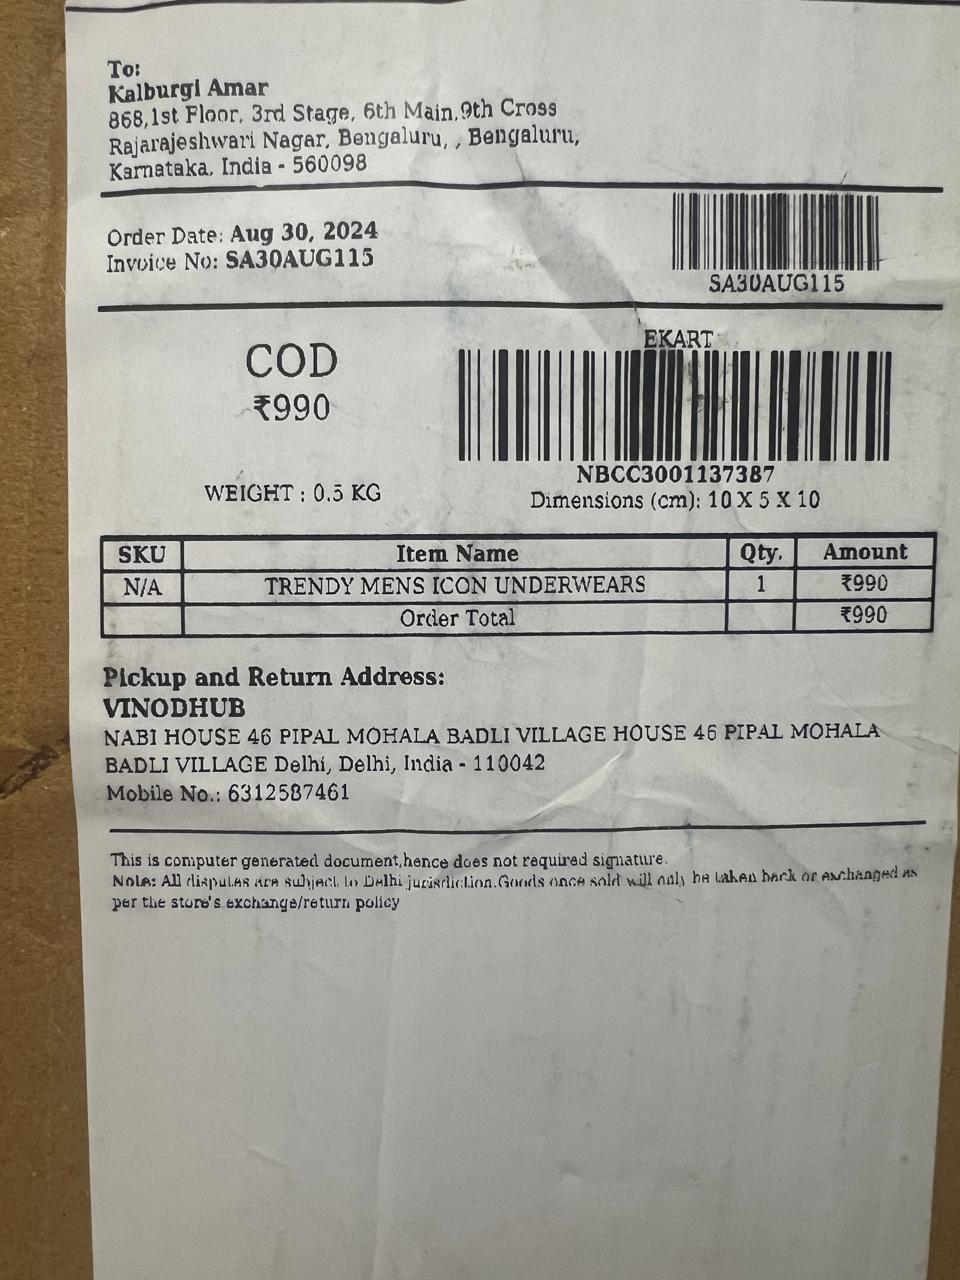 To:
Kalburgi Amar
868,1st Floor, 3rd Stage, 6th Main,9th Cross
Rajarajeshwari Nagar, Bengaluru, , Bengaluru,
Karnataka, India - 560098
Order Date: Aug 30, 2024
Invoice No: SA30AUG115
SA30AUG115
COD
₹990
EKART
NBCC3001137387
WEIGHT : 0.5 KG
Dimensions (cm): 10 X 5 X 10
SKU Item Name Qty. Amount
N/A TRENDY MENS ICON UNDERWEARS 1 ₹990
Order Total ₹990
Pickup and Return Address:
VINODHUB
NABI HOUSE 46 PIPAL MOHALA BADLI VILLAGE HOUSE 46 PIPAL MOHALA
BADLI VILLAGE Delhi, Delhi, India - 110042
Mobile No.: 6312587461
This is computer generated document,hence does not required signature.
Note: All disputes are subject to Delhi jurisdiction.Goods once sold will only be taken back or exchanged as
per the store's exchange/return policy